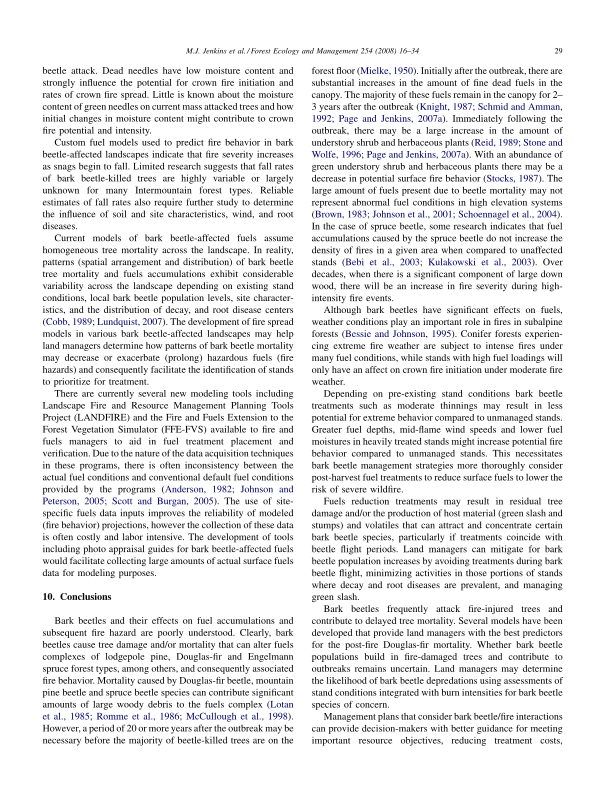 M.J. Jenkins et al. / Forest Ecology and Management 254 (2008) 16–34
29
beetle attack. Dead needles have low moisture content and
strongly influence the potential for crown fire initiation and
rates of crown fire spread. Little is known about the moisture
content of green needles on current mass attacked trees and how
initial changes in moisture content might contribute to crown
fire potential and intensity.
Custom fuel models used to predict fire behavior in bark
beetle-affected landscapes indicate that fire severity increases
as snags begin to fall. Limited research suggests that fall rates
of bark beetle-killed trees are highly variable or largely
unknown for many Intermountain forest types. Reliable
estimates of fall rates also require further study to determine
the influence of soil and site characteristics, wind, and root
diseases.
Current models of bark beetle-affected fuels assume
homogeneous tree mortality across the landscape. In reality,
patterns (spatial arrangement and distribution) of bark beetle
tree mortality and fuels accumulations exhibit considerable
variability across the landscape depending on existing stand
conditions, local bark beetle population levels, site character-
istics, and the distribution of decay, and root disease centers
(Cobb, 1989; Lundquist, 2007). The development of fire spread
models in various bark beetle-affected landscapes may help
land managers determine how patterns of bark beetle mortality
may decrease or exacerbate (prolong) hazardous fuels (fire
hazards) and consequently facilitate the identification of stands
to prioritize for treatment.
There are currently several new modeling tools including
Landscape Fire and Resource Management Planning Tools
Project (LANDFIRE) and the Fire and Fuels Extension to the
Forest Vegetation Simulator (FFE-FVS) available to fire and
fuels managers to aid in fuel treatment placement and
verification. Due to the nature of the data acquisition techniques
in these programs, there is often inconsistency between the
actual fuel conditions and conventional default fuel conditions
provided by the programs (Anderson, 1982; Johnson and
Peterson, 2005; Scott and Burgan, 2005). The use of site-
specific fuels data inputs improves the reliability of modeled
(fire behavior) projections, however the collection of these data
is often costly and labor intensive. The development of tools
including photo appraisal guides for bark beetle-affected fuels
would facilitate collecting large amounts of actual surface fuels
data for modeling purposes.
10. Conclusions
Bark beetles and their effects on fuel accumulations and
subsequent fire hazard are poorly understood. Clearly, bark
beetles cause tree damage and/or mortality that can alter fuels
complexes of lodgepole pine, Douglas-fir and Engelmann
spruce forest types, among others, and consequently associated
fire behavior. Mortality caused by Douglas-fir beetle, mountain
pine beetle and spruce beetle species can contribute significant
amounts of large woody debris to the fuels complex (Lotan
et al., 1985; Romme et al., 1986; McCullough et al., 1998).
However, a period of 20 or more years after the outbreak may be
necessary before the majority of beetle-killed trees are on the
forest floor (Mielke, 1950). Initially after the outbreak, there are
substantial increases in the amount of fine dead fuels in the
canopy. The majority of these fuels remain in the canopy for 2–
3 years after the outbreak (Knight, 1987; Schmid and Amman,
1992; Page and Jenkins, 2007a). Immediately following the
outbreak, there may be a large increase in the amount of
understory shrub and herbaceous plants (Reid, 1989; Stone and
Wolfe, 1996; Page and Jenkins, 2007a). With an abundance of
green understory shrub and herbaceous plants there may be a
decrease in potential surface fire behavior (Stocks, 1987). The
large amount of fuels present due to beetle mortality may not
represent abnormal fuel conditions in high elevation systems
(Brown, 1983; Johnson et al., 2001; Schoennagel et al., 2004).
In the case of spruce beetle, some research indicates that fuel
accumulations caused by the spruce beetle do not increase the
density of fires in a given area when compared to unaffected
stands (Bebi et al., 2003; Kulakowski et al., 2003). Over
decades, when there is a significant component of large down
wood, there will be an increase in fire severity during high-
intensity fire events.
Although bark beetles have significant effects on fuels,
weather conditions play an important role in fires in subalpine
forests (Bessie and Johnson, 1995). Conifer forests experien-
cing extreme fire weather are subject to intense fires under
many fuel conditions, while stands with high fuel loadings will
only have an affect on crown fire initiation under moderate fire
weather.
Depending on pre-existing stand conditions bark beetle
treatments such as moderate thinnings may result in less
potential for extreme behavior compared to unmanaged stands.
Greater fuel depths, mid-flame wind speeds and lower fuel
moistures in heavily treated stands might increase potential fire
behavior compared to unmanaged stands. This necessitates
bark beetle management strategies more thoroughly consider
post-harvest fuel treatments to reduce surface fuels to lower the
risk of severe wildfire.
Fuels reduction treatments may result in residual tree
damage and/or the production of host material (green slash and
stumps) and volatiles that can attract and concentrate certain
bark beetle species, particularly if treatments coincide with
beetle flight periods. Land managers can mitigate for bark
beetle population increases by avoiding treatments during bark
beetle flight, minimizing activities in those portions of stands
where decay and root diseases are prevalent, and managing
green slash.
Bark beetles frequently attack fire-injured trees and
contribute to delayed tree mortality. Several models have been
developed that provide land managers with the best predictors
for the post-fire Douglas-fir mortality. Whether bark beetle
populations build in fire-damaged trees and contribute to
outbreaks remains uncertain. Land managers may determine
the likelihood of bark beetle depredations using assessments of
stand conditions integrated with burn intensities for bark beetle
species of concern.
Management plans that consider bark beetle/fire interactions
can provide decision-makers with better guidance for meeting
important resource objectives, reducing treatment costs,